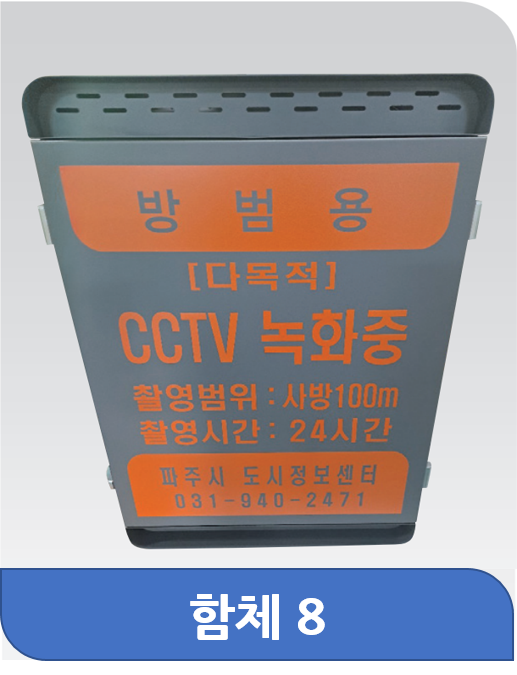 방 범 용
[다목적]
CCTV 녹화중
촬영범위 : 사방100m
촬영시간 : 24시간
파주시 도시정보센터
031-940-2471
함체 8